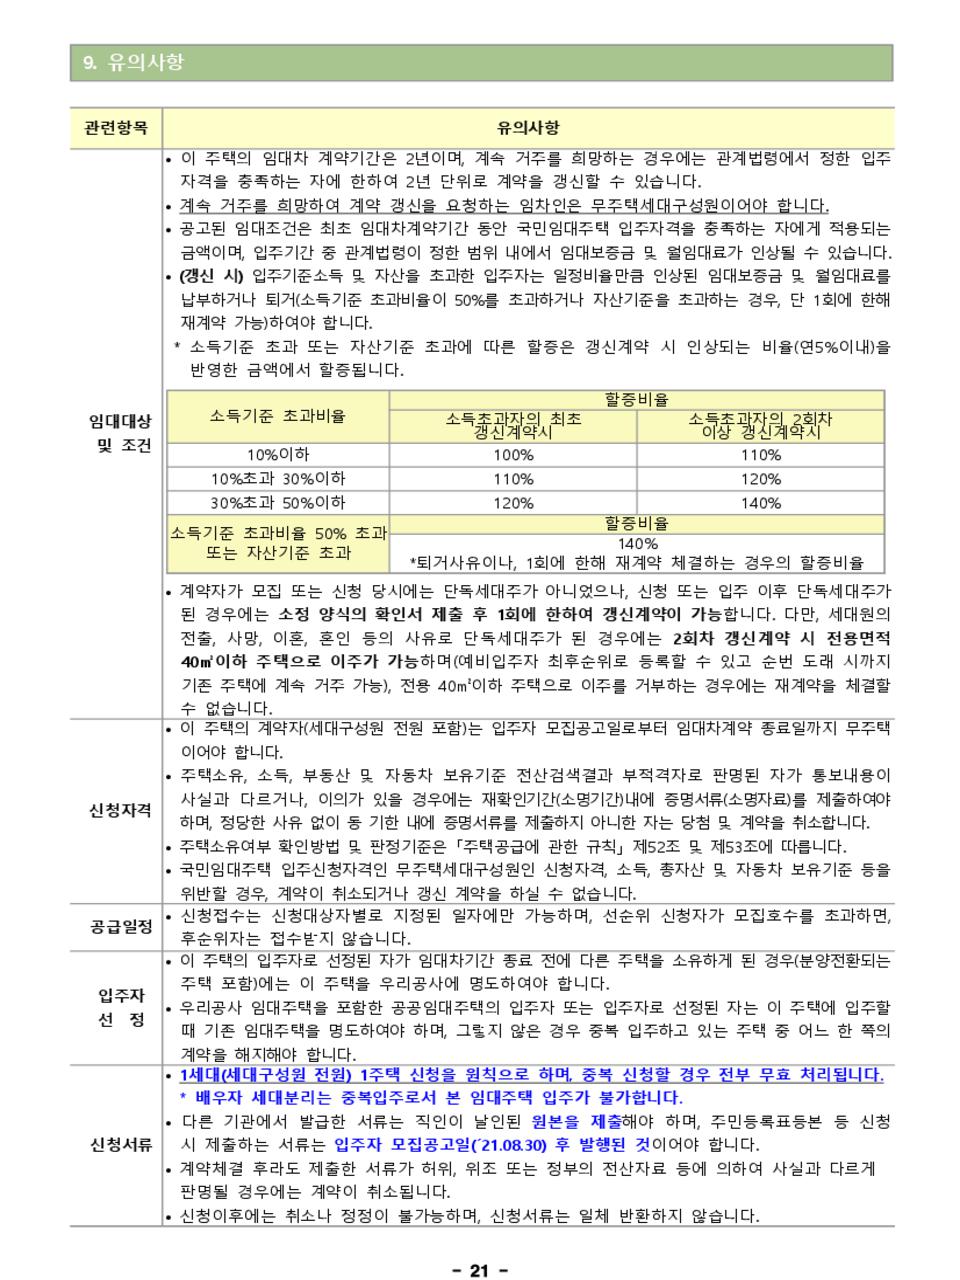 9. 유의사항
관련항목
유의사항
임대대상
및 조건
• 이 주택의 임대차 계약기간은 2년이며, 계속 거주를 희망하는 경우에는 관계법령에서 정한 입주
자격을 충족하는 자에 한하여 2년 단위로 계약을 갱신할 수 있습니다.
• 계속 거주를 희망하여 계약 갱신을 요청하는 임차인은 무주택세대구성원이어야 합니다.
• 공고된 임대조건은 최초 임대차계약기간 동안 국민임대주택 입주자격을 충족하는 자에게 적용되는
금액이며, 입주기간 중 관계법령이 정한 범위 내에서 임대보증금 및 월임대료가 인상될 수 있습니다.
• (갱신 시) 입주기준소득 및 자산을 초과한 입주자는 일정비율만큼 인상된 임대보증금 및 월임대료를
납부하거나 퇴거(소득기준 초과비율이 50%를 초과하거나 자산기준을 초과하는 경우, 단 1회에 한해
재계약 가능)하여야 합니다.
* 소득기준 초과 또는 자산기준 초과에 따른 할증은 갱신계약 시 인상되는 비율(연5%이내)을
반영한 금액에서 할증됩니다.
소득기준 초과비율
할증비율
소득초과자의 최초
갱신계약시
소득초과자의 2회차
이상 갱신계약시
10%이하 100% 110%
10%초과 30%이하 110% 120%
30%초과 50%이하 120% 140%
소득기준 초과비율 50% 초과
또는 자산기준 초과
할증비율
140%
*퇴거사유이나, 1회에 한해 재계약 체결하는 경우의 할증비율
• 계약자가 모집 또는 신청 당시에는 단독세대주가 아니었으나, 신청 또는 입주 이후 단독세대주가
된 경우에는 소정 양식의 확인서 제출 후 1회에 한하여 갱신계약이 가능합니다. 다만, 세대원의
전출, 사망, 이혼, 혼인 등의 사유로 단독세대주가 된 경우에는 2회차 갱신계약 시 전용면적
40㎡이하 주택으로 이주가 가능하며(예비입주자 최후순위로 등록할 수 있고 순번 도래 시까지
기존 주택에 계속 거주 가능), 전용 40㎡이하 주택으로 이주를 거부하는 경우에는 재계약을 체결할
수 없습니다.
신청자격
• 이 주택의 계약자(세대구성원 전원 포함)는 입주자 모집공고일로부터 임대차계약 종료일까지 무주택
이어야 합니다.
• 주택소유, 소득, 부동산 및 자동차 보유기준 전산검색결과 부적격자로 판명된 자가 통보내용이
사실과 다르거나, 이의가 있을 경우에는 재확인기간(소명기간)내에 증명서류(소명자료)를 제출하여야
하며, 정당한 사유 없이 동 기한 내에 증명서류를 제출하지 아니한 자는 당첨 및 계약을 취소합니다.
• 주택소유여부 확인방법 및 판정기준은「주택공급에 관한 규칙」제52조 및 제53조에 따릅니다.
• 국민임대주택 입주신청자격인 무주택세대구성원인 신청자격, 소득, 총자산 및 자동차 보유기준 등을
위반할 경우, 계약이 취소되거나 갱신 계약을 하실 수 없습니다.
공급일정
• 신청접수는 신청대상자별로 지정된 일자에만 가능하며, 선순위 신청자가 모집호수를 초과하면,
후순위자는 접수받지 않습니다.
입주자
선 정
• 이 주택의 입주자로 선정된 자가 임대차기간 종료 전에 다른 주택을 소유하게 된 경우(분양전환되는
주택 포함)에는 이 주택을 우리공사에 명도하여야 합니다.
• 우리공사 임대주택을 포함한 공공임대주택의 입주자 또는 입주자로 선정된 자는 이 주택에 입주할
때 기존 임대주택을 명도하여야 하며, 그렇지 않은 경우 중복 입주하고 있는 주택 중 어느 한 쪽의
계약을 해지해야 합니다.
신청서류
• 1세대(세대구성원 전원) 1주택 신청을 원칙으로 하며, 중복 신청할 경우 전부 무효 처리됩니다.
* 배우자 세대분리는 중복입주로서 본 임대주택 입주가 불가합니다.
• 다른 기관에서 발급한 서류는 직인이 날인된 원본을 제출해야 하며, 주민등록표등본 등 신청
시 제출하는 서류는 입주자 모집공고일(´21.08.30) 후 발행된 것이어야 합니다.
• 계약체결 후라도 제출한 서류가 허위, 위조 또는 정부의 전산자료 등에 의하여 사실과 다르게
판명될 경우에는 계약이 취소됩니다.
• 신청이후에는 취소나 정정이 불가능하며, 신청서류는 일체 반환하지 않습니다.
- 21 -